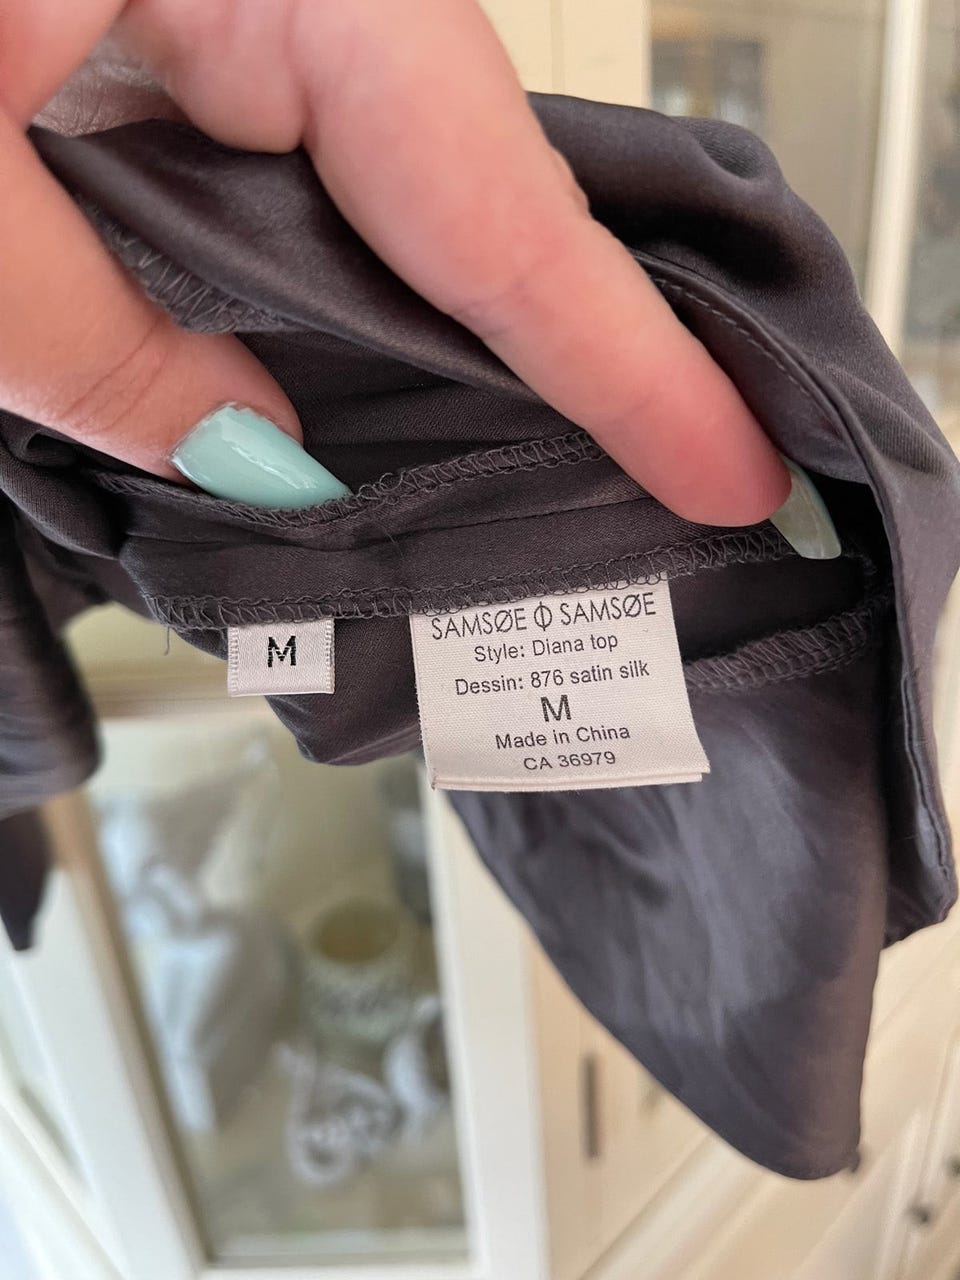 M
SAMSØE Φ SAMSØE
Style: Diana top
Dessin: 876 satin silk
M
Made in China
CA 36979